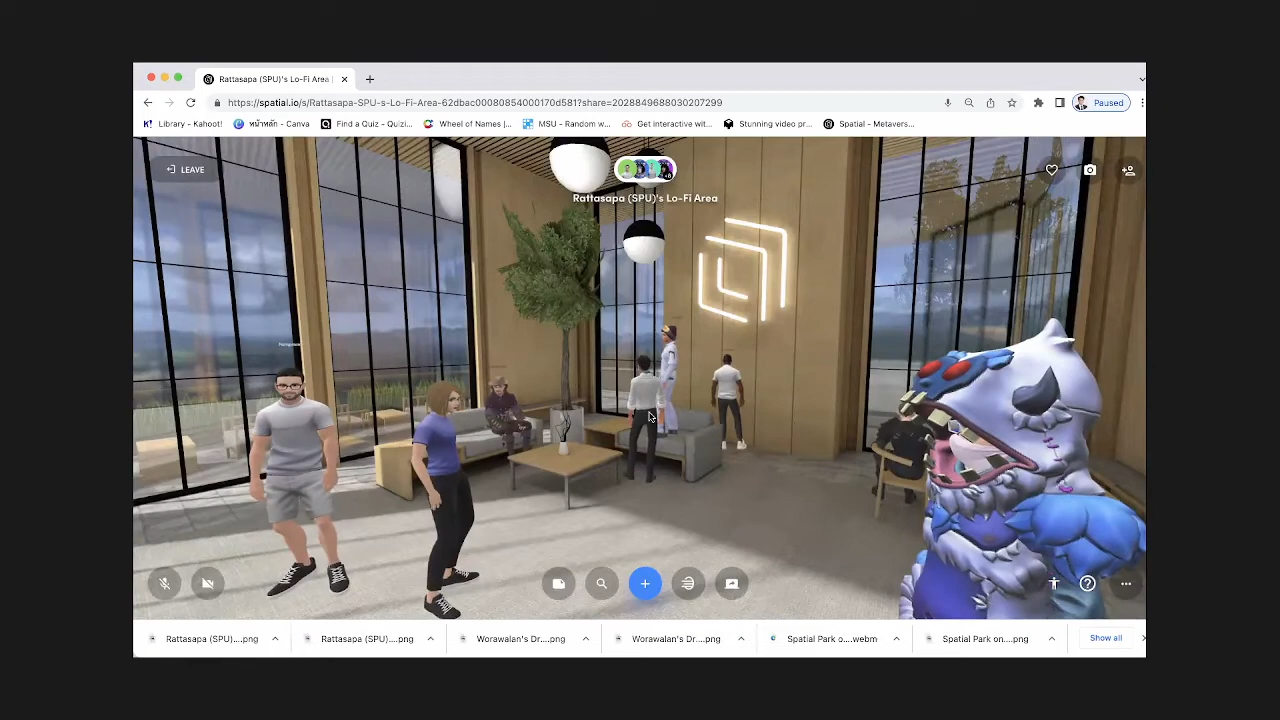 Rattasapa (SPU)'s Lo-Fi Area |
https://spatial.io/s/Rattasapa-SPU-s-Lo-Fi-Area-62dbac00080854000170d581?share=2028849688030207299
Paused
Library - Kahoot!
หน้าหลัก - Canva
Find a Quiz - Quizi...
Wheel of Names |...
MSU - Random w...
Get interactive wit...
Stunning video pr...
Spatial - Metavers...
LEAVE
+8
Rattasapa (SPU)'s Lo-Fi Area
Rattasapa (SPU)....png
Rattasapa (SPU)....png
Worawalan's Dr....png
Worawalan's Dr....png
Spatial Park o....webm
Spatial Park on....png
Show all